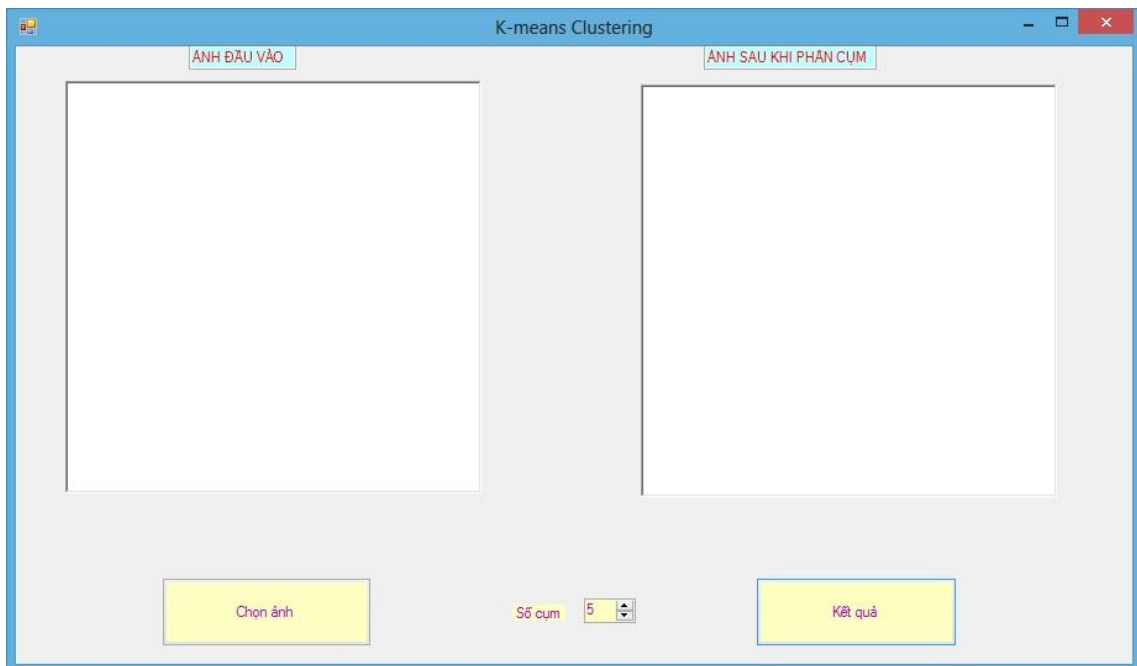 K-means Clustering
ẢNH ĐẦU VÀO
ẢNH SAU KHI PHÂN CỤM
Chọn ảnh
Số cụm
5
Kết quả